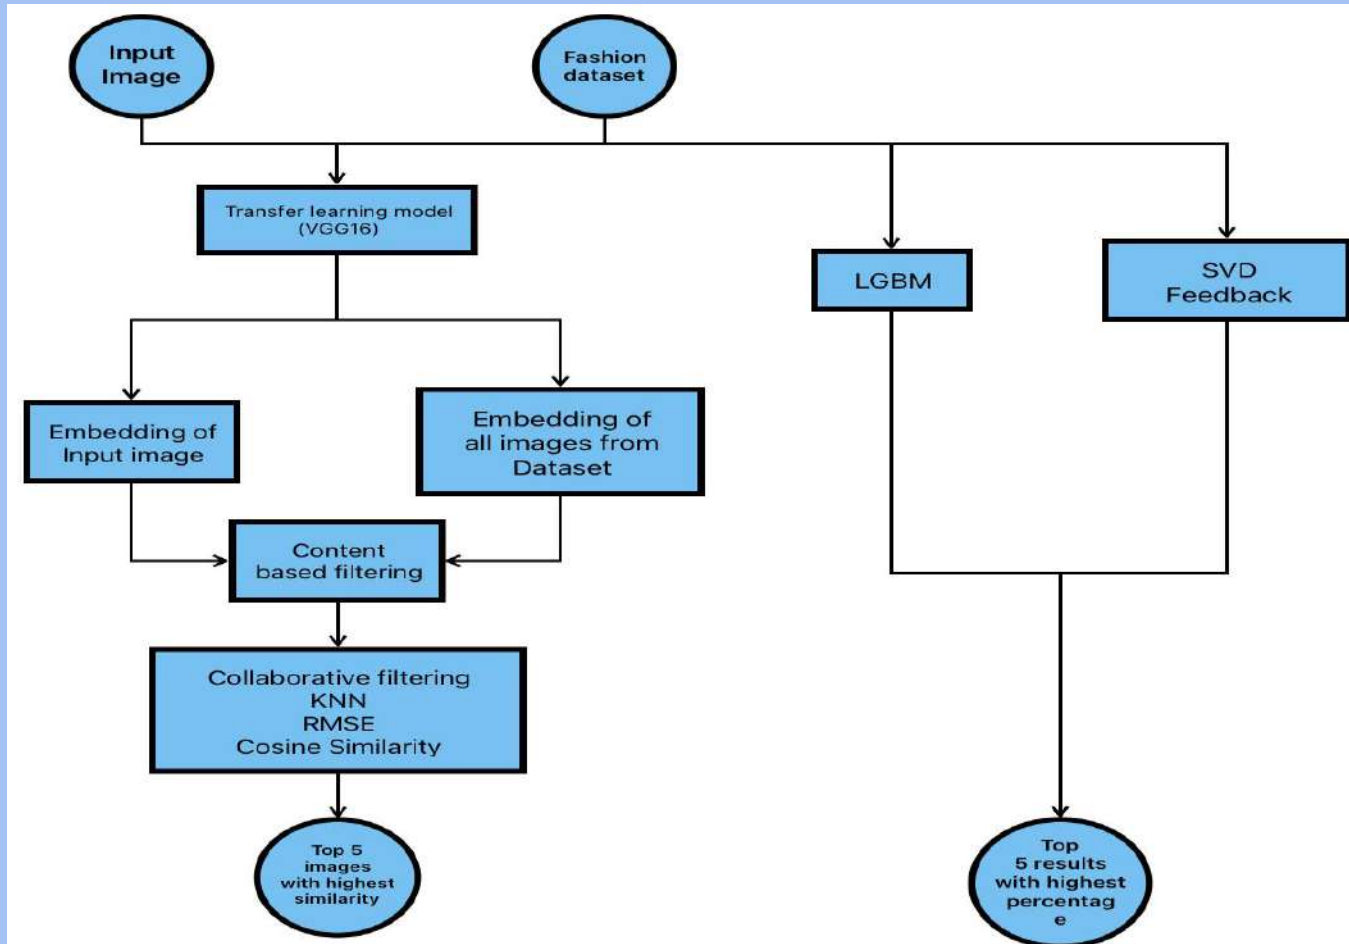 Input
Image
Fashion
dataset
Transfer learning model
(VGG16)
LGBM
SVD
Feedback
Embedding of
Input image
Embedding of
all images from
Dataset
Content
based filtering
Collaborative filtering
KNN
RMSE
Cosine Similarity
Top 5
images
with highest
similarity
Top
5 results
with highest
percentag
e